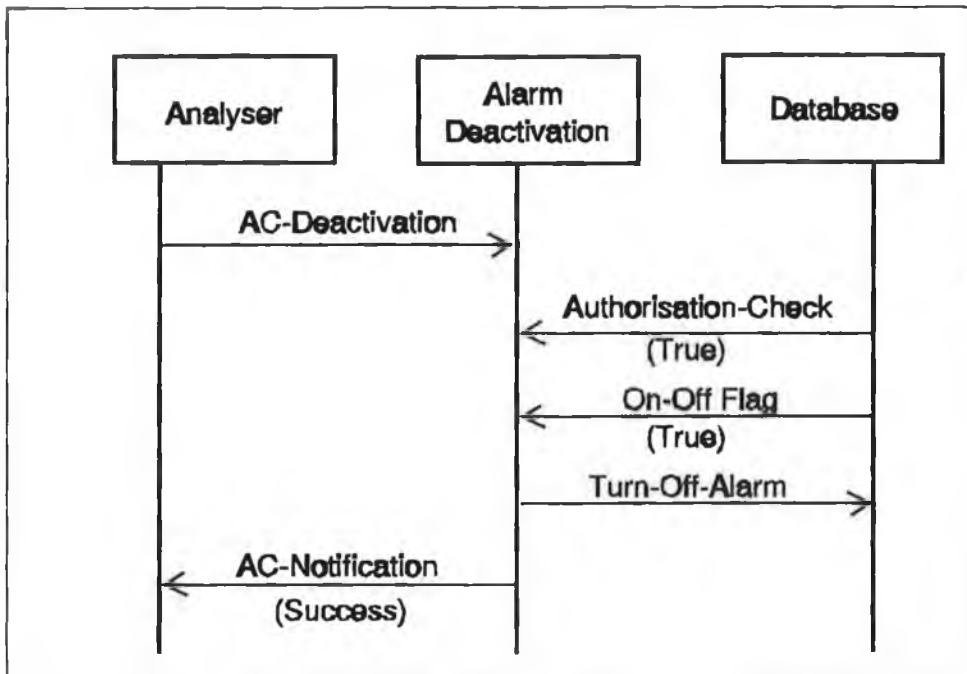 Analyser
Alarm
Deactivation
Database
AC-Deactivation
Authorisation-Check
(True)
On-Off Flag
(True)
Turn-Off-Alarm
AC-Notification
(Success)